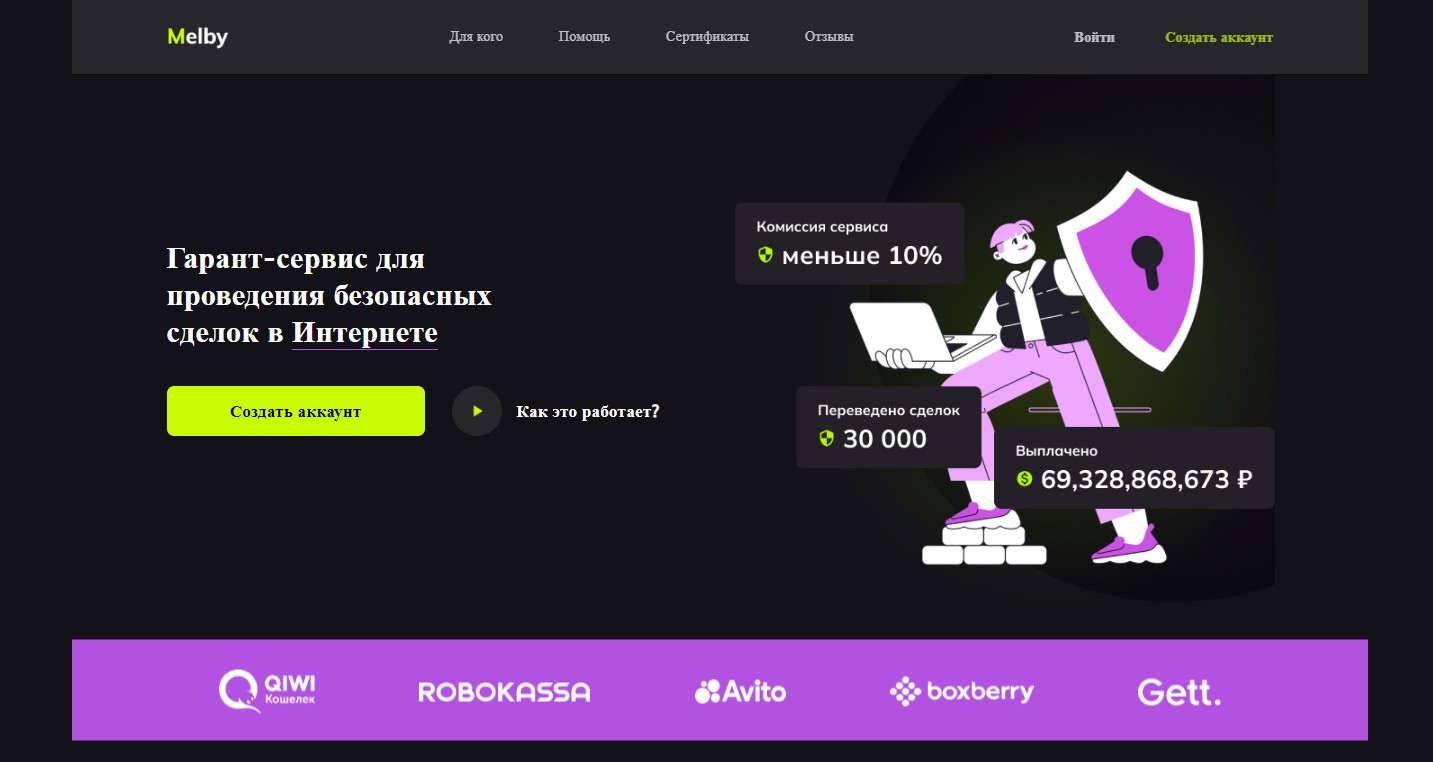 Melby
Для кого
Помощь
Сертификаты
Отзывы
Войти
Создать аккаунт
Гарант-сервис для
проведения безопасных
сделок в Интернете
Создать аккаунт
Как это работает?
Комиссия сервиса
меньше 10%
Переведено сделок
30 000
Выплачено
69,328,868,673 ₽
QIWI
Кошелек
ROBOKASSA
Avito
boxberry
Gett.